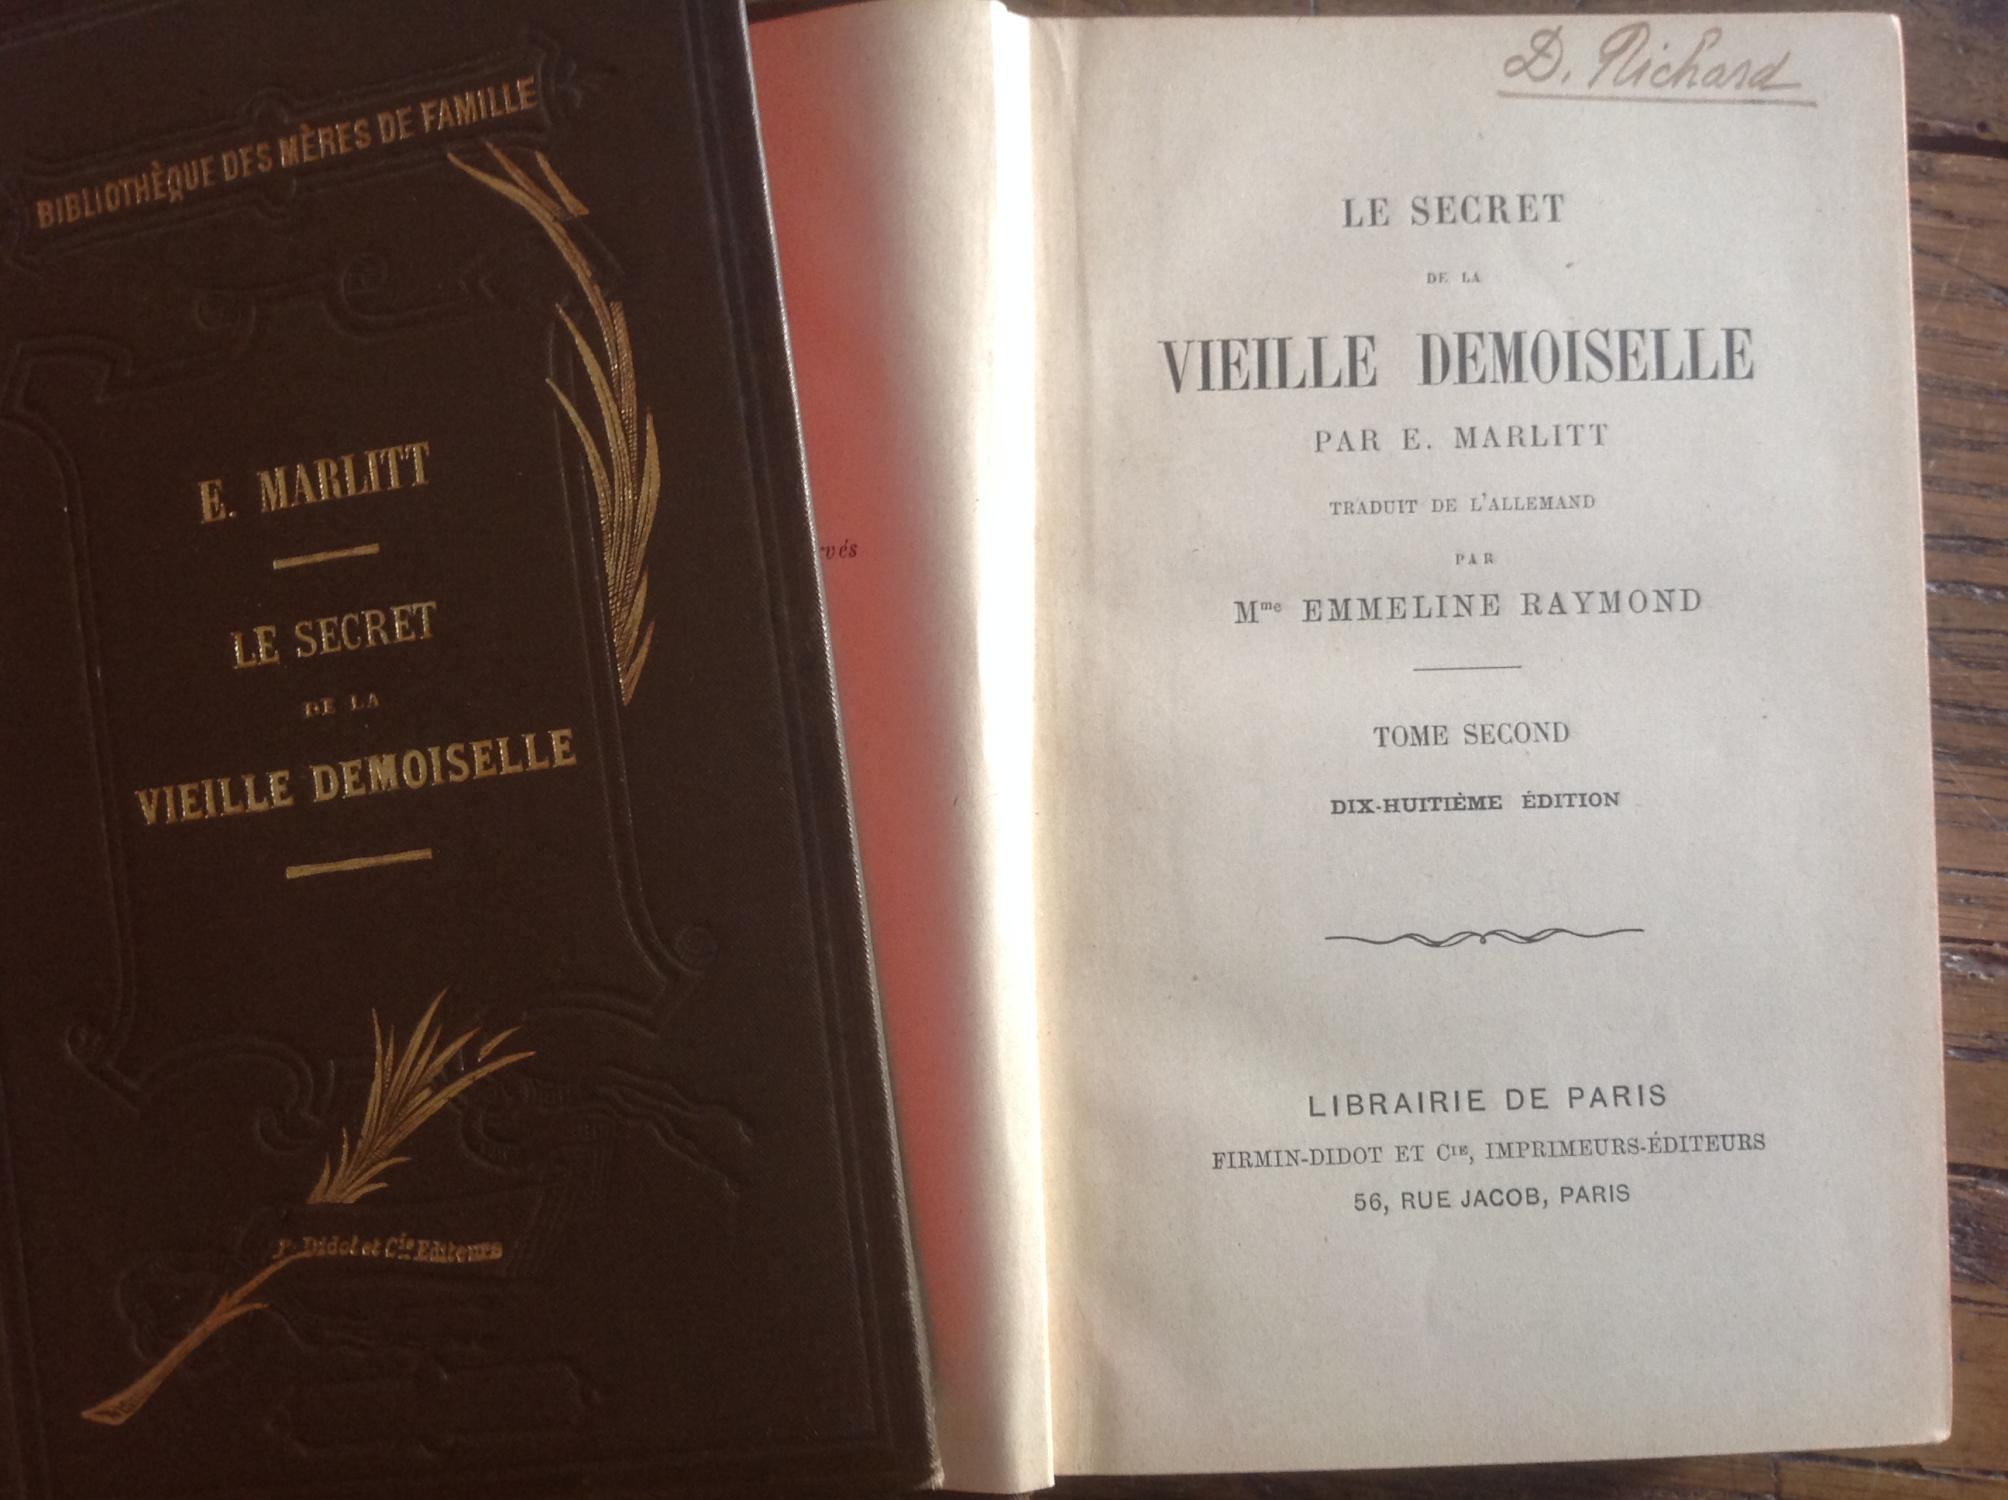 BIBLIOTHÈQUE DES MÈRES DE FAMILLE
E. MARLITT
LE SECRET
DE LA
VIEILLE DEMOISELLE
F. Didot et Cie Editeurs
rvés
D. Richard
LE SECRET
DE LA
VIEILLE DEMOISELLE
PAR E. MARLITT
TRADUIT DE L'ALLEMAND
PAR
Mme EMMELINE RAYMOND
TOME SECOND
DIX-HUITIÈME ÉDITION
LIBRAIRIE DE PARIS
FIRMIN-DIDOT ET CIE, IMPRIMEURS-ÉDITEURS
56, RUE JACOB, PARIS